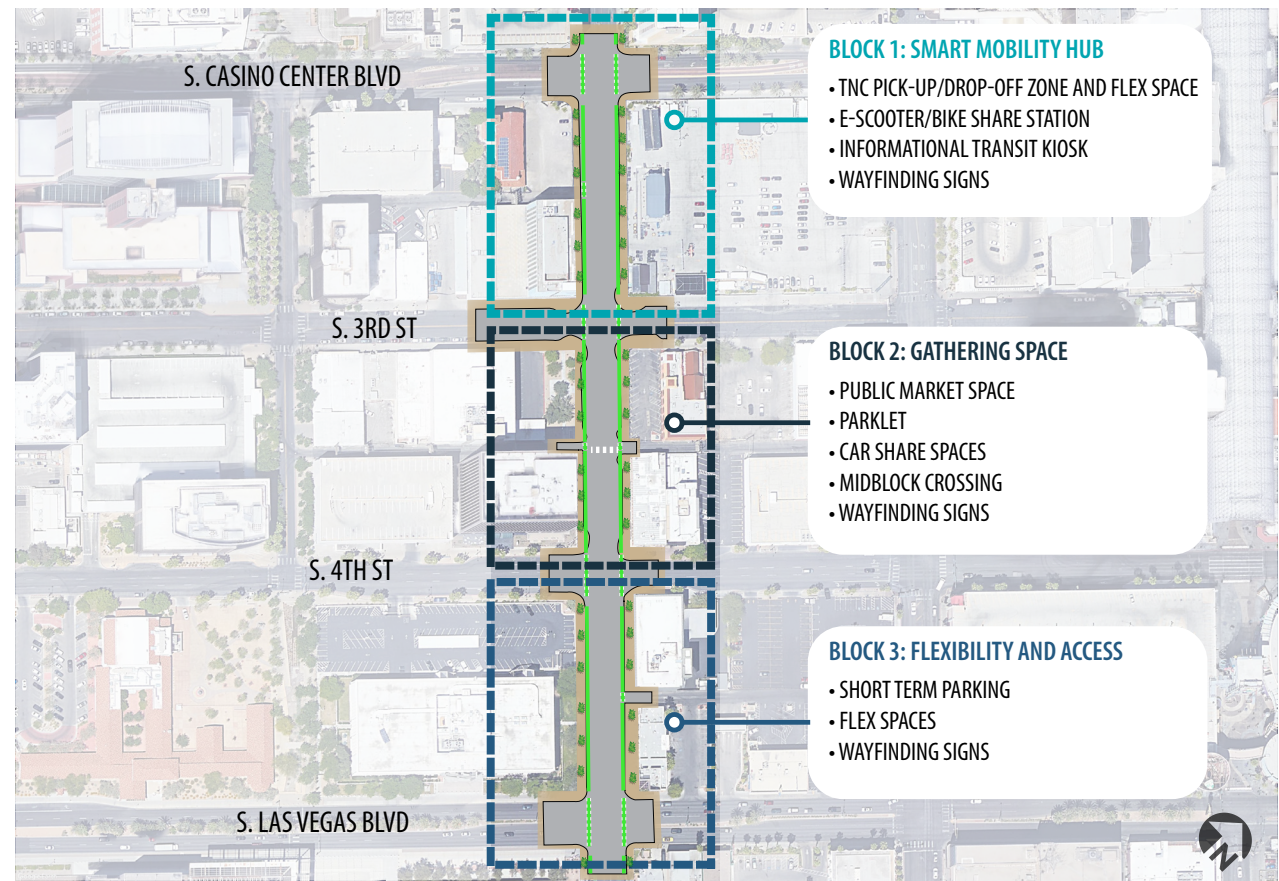 S. CASINO CENTER BLVD
BLOCK 1: SMART MOBILITY HUB
• TNC PICK-UP/DROP-OFF ZONE AND FLEX SPACE
• E-SCOOTER/BIKE SHARE STATION
• INFORMATIONAL TRANSIT KIOSK
• WAYFINDING SIGNS
S. 3RD ST
BLOCK 2: GATHERING SPACE
• PUBLIC MARKET SPACE
• PARKLET
• CAR SHARE SPACES
• MIDBLOCK CROSSING
• WAYFINDING SIGNS
S. 4TH ST
BLOCK 3: FLEXIBILITY AND ACCESS
• SHORT TERM PARKING
• FLEX SPACES
• WAYFINDING SIGNS
S. LAS VEGAS BLVD
N